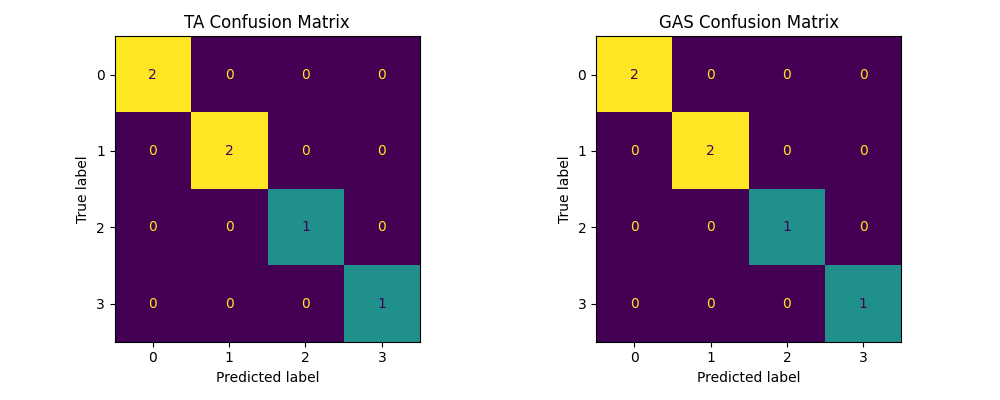 TA Confusion Matrix
0 2 0 0 0
1 0 2 0 0
2 0 0 1 0
3 0 0 0 1
0 1 2 3
True label
Predicted label
GAS Confusion Matrix
0 2 0 0 0
1 0 2 0 0
2 0 0 1 0
3 0 0 0 1
0 1 2 3
True label
Predicted label